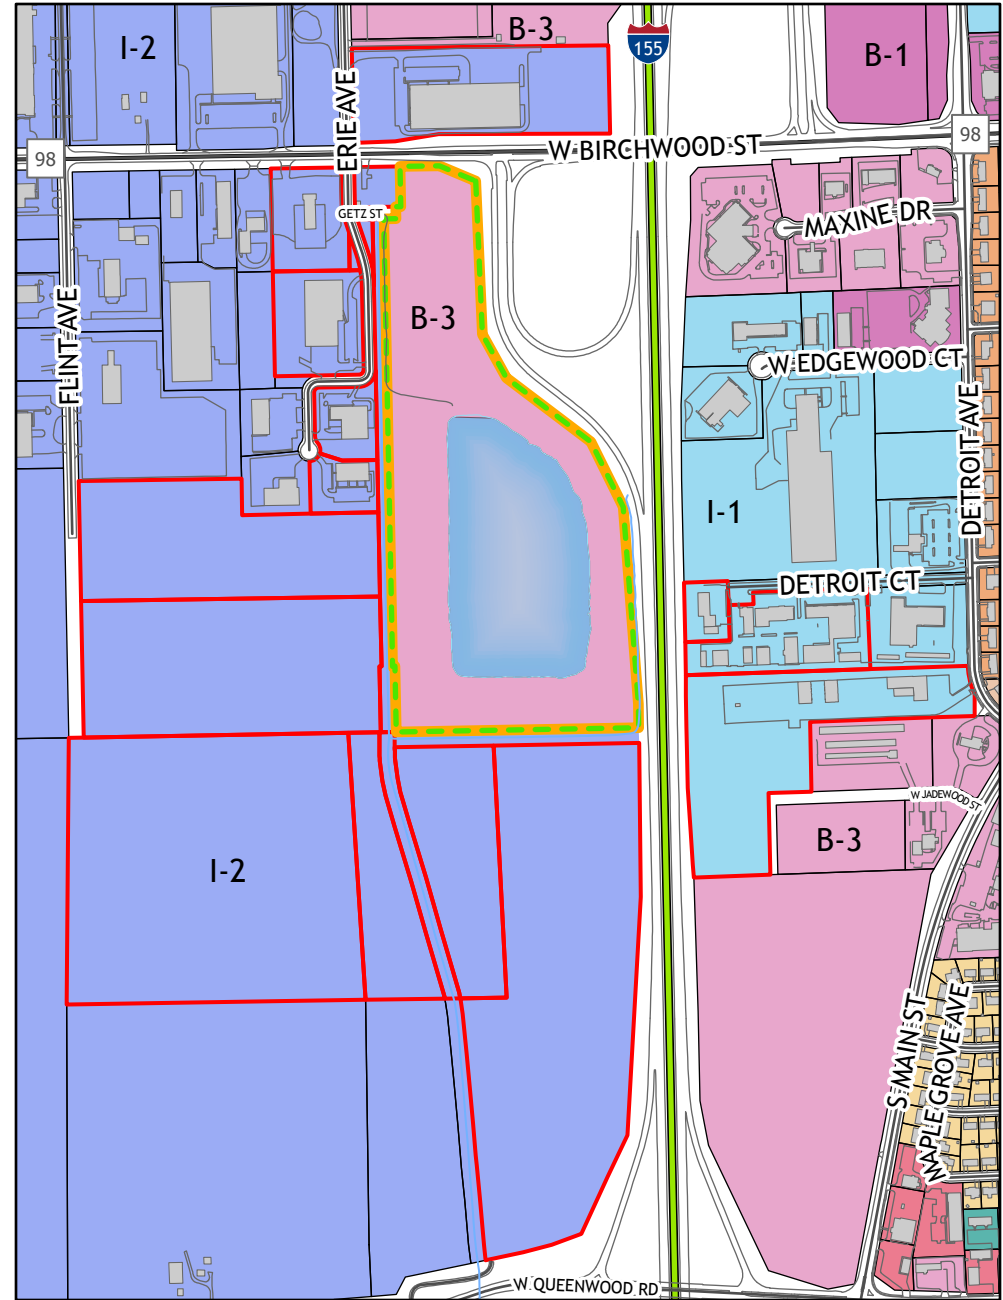 B-3
I-2
155
B-1
98
98
ERIE AVE
W BIRCHWOOD ST
GETZ ST
MAXINE DR
FLINT AVE
B-3
W EDGEWOOD CT
DETROIT AVE
I-1
DETROIT CT
W JADEWOOD ST
B-3
I-2
S MAIN ST
MAPLE GROVE AVE
W QUEENWOOD RD